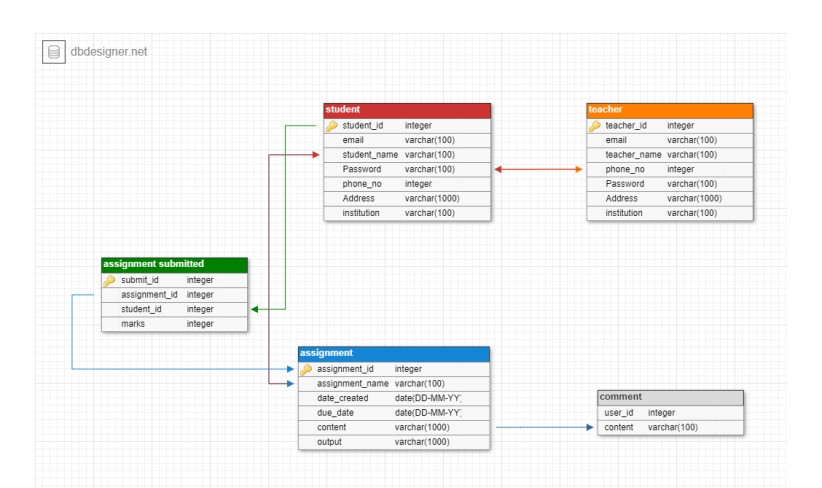 dbdesigner.net
student
student_id integer
email varchar(100)
student_name varchar(100)
Password varchar(100)
phone_no integer
Address varchar(1000)
institution varchar(100)
teacher
teacher_id integer
email varchar(100)
teacher_name varchar(100)
phone_no integer
Password varchar(100)
Address varchar(1000)
institution varchar(100)
assignment submitted
submit_id integer
assignment_id integer
student_id integer
marks integer
assignment
assignment_id integer
assignment_name varchar(100)
date_created date(DD-MM-YY)
due_date date(DD-MM-YY)
content varchar(1000)
output varchar(1000)
comment
user_id integer
content varchar(100)